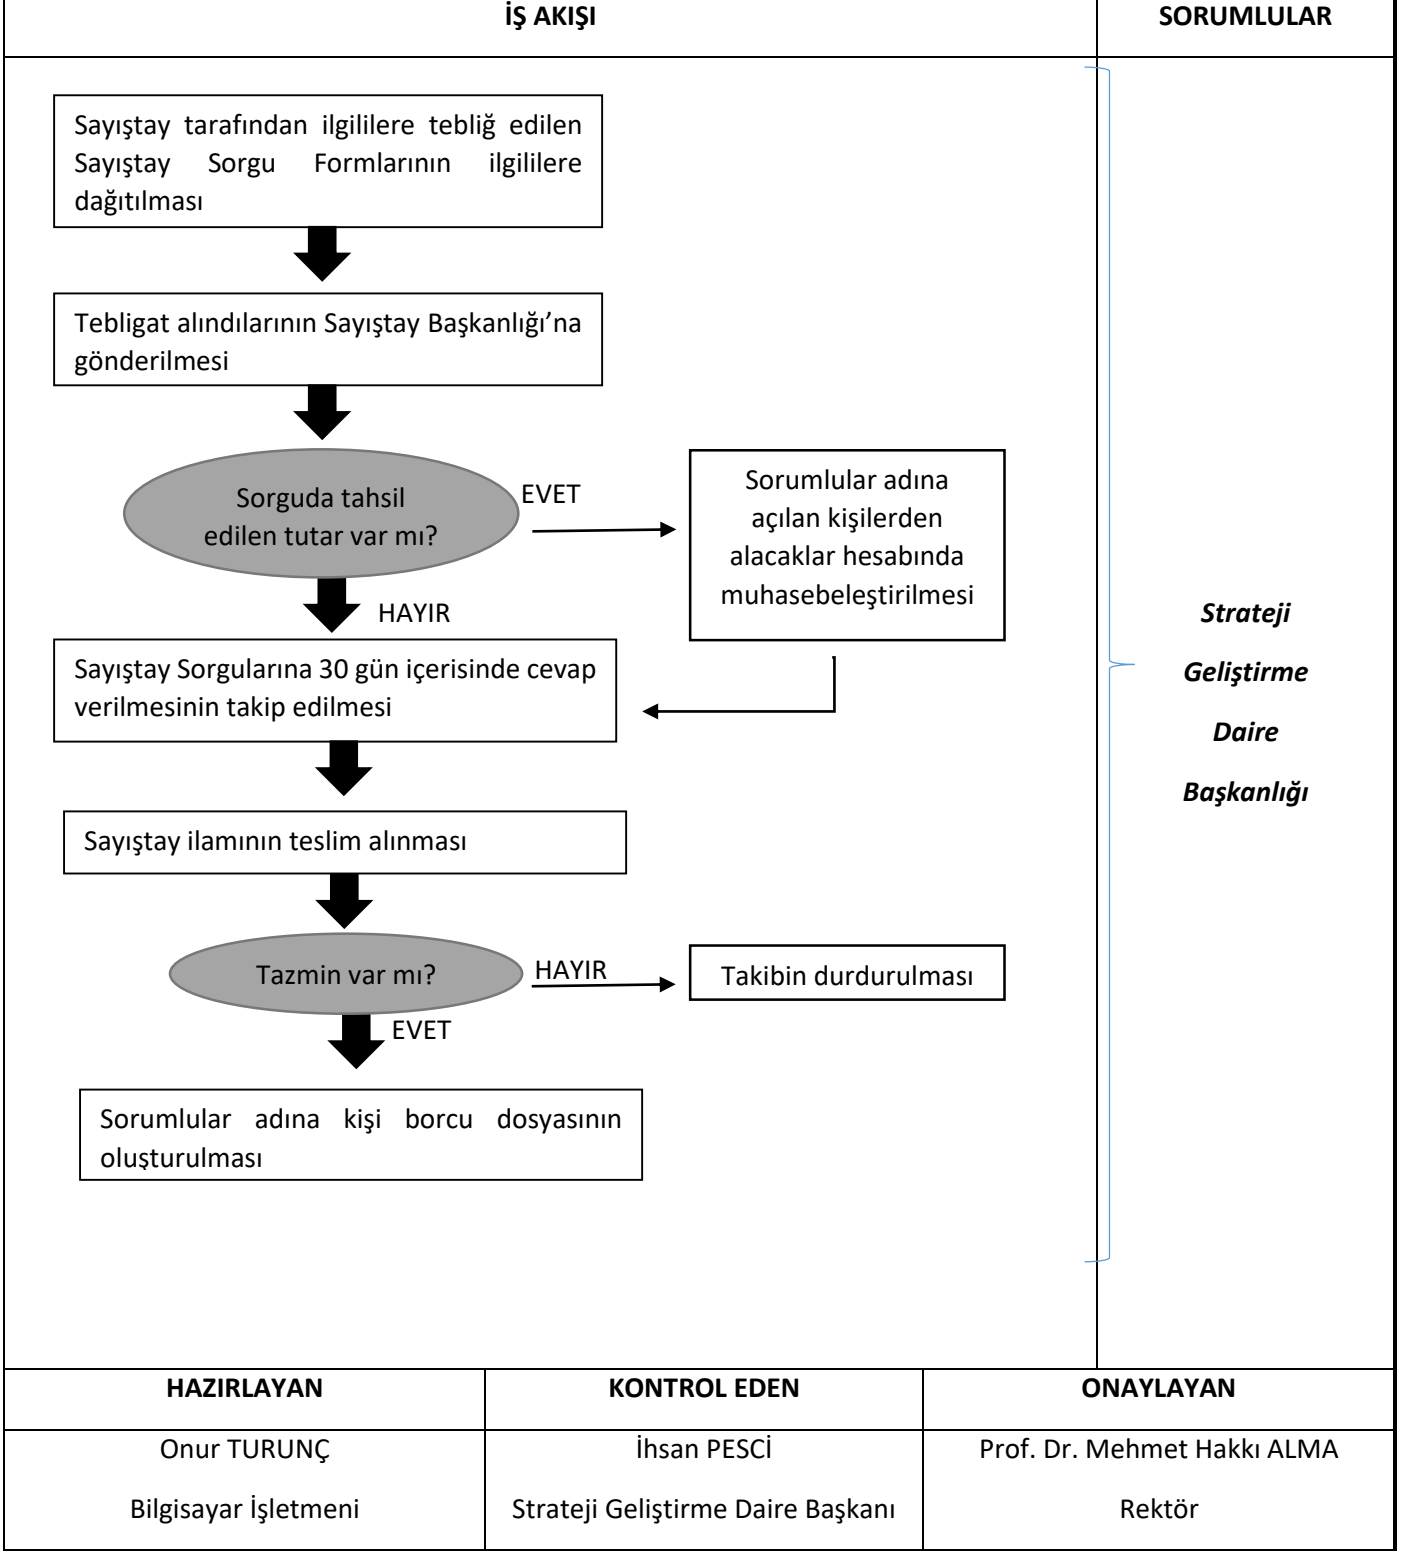 İŞ AKIŞI
SORUMLULAR
Sayıştay tarafından ilgililere tebliğ edilen
Sayıştay Sorgu Formlarının ilgililere
dağıtılması
Tebligat alındılarının Sayıştay Başkanlığı’na
gönderilmesi
Sorguda tahsil
edilen tutar var mı?
EVET
Sorumlular adına
açılan kişilerden
alacaklar hesabında
muhasebeleştirilmesi
HAYIR
Sayıştay Sorgularına 30 gün içerisinde cevap
verilmesinin takip edilmesi
Sayıştay ilamının teslim alınması
Tazmin var mı?
HAYIR
Takibin durdurulması
EVET
Sorumlular adına kişi borcu dosyasının
oluşturulması
Strateji
Geliştirme
Daire
Başkanlığı
HAZIRLAYAN
KONTROL EDEN
ONAYLAYAN
Onur TURUNÇ
İhsan PESCİ
Prof. Dr. Mehmet Hakkı ALMA
Bilgisayar İşletmeni
Strateji Geliştirme Daire Başkanı
Rektör